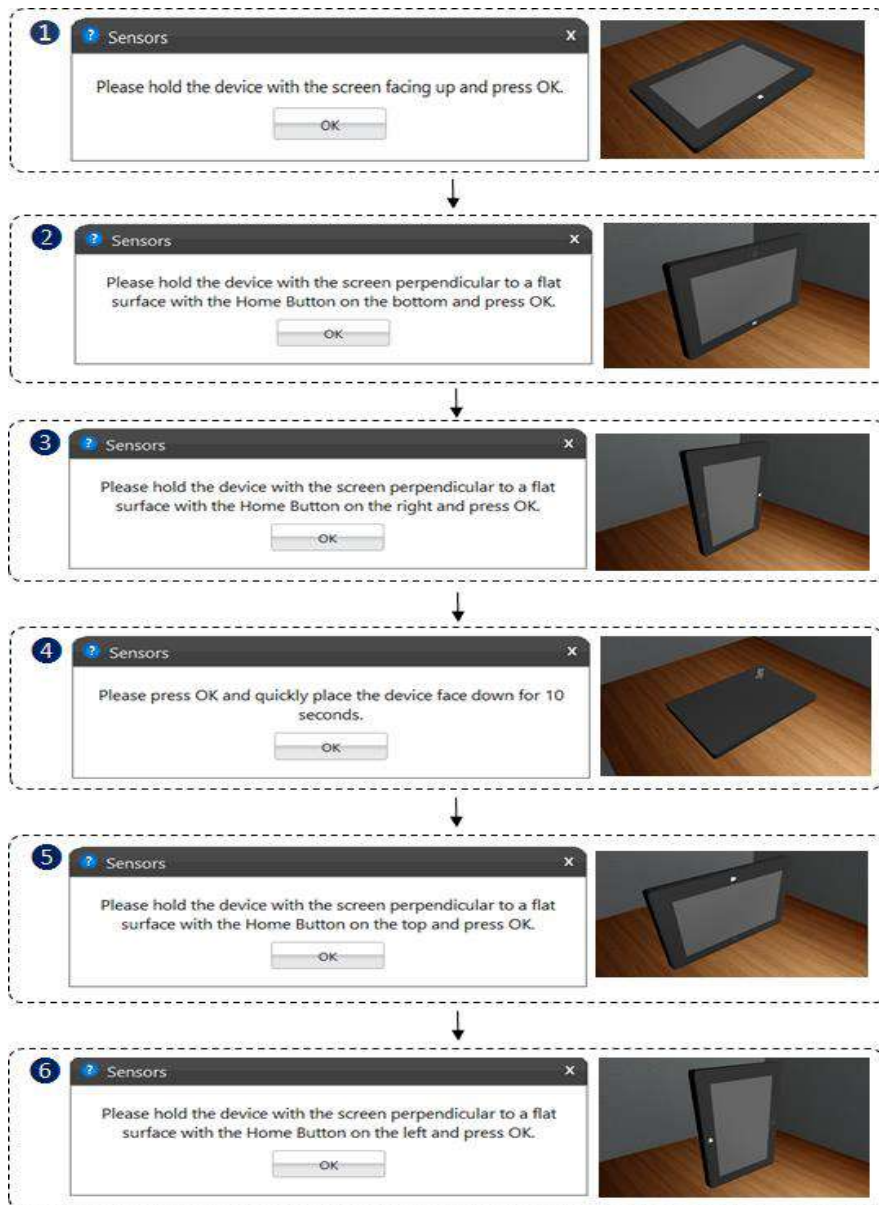 1
? Sensors x
Please hold the device with the screen facing up and press OK.
OK
2
? Sensors x
Please hold the device with the screen perpendicular to a flat
surface with the Home Button on the bottom and press OK.
OK
3
? Sensors x
Please hold the device with the screen perpendicular to a flat
surface with the Home Button on the right and press OK.
OK
4
? Sensors x
Please press OK and quickly place the device face down for 10
seconds.
OK
5
? Sensors x
Please hold the device with the screen perpendicular to a flat
surface with the Home Button on the top and press OK.
OK
6
? Sensors x
Please hold the device with the screen perpendicular to a flat
surface with the Home Button on the left and press OK.
OK